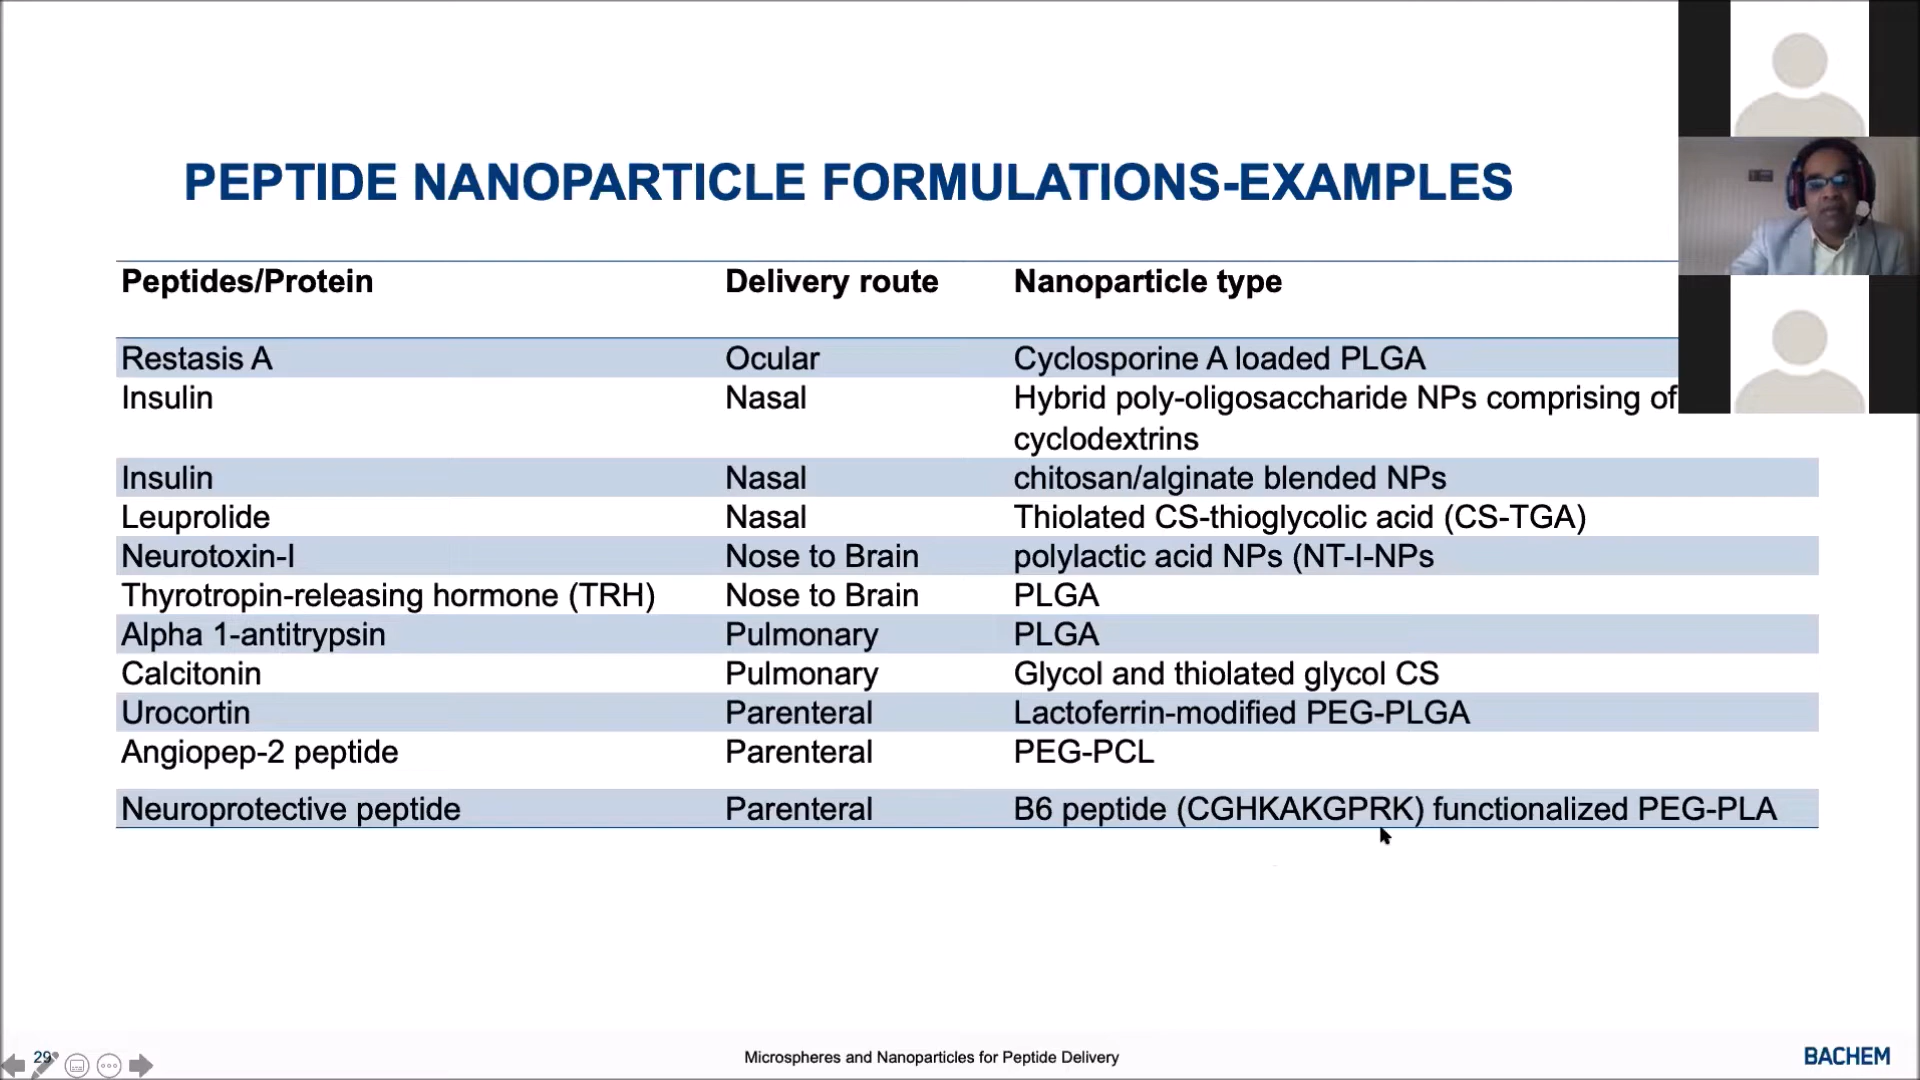 PEPTIDE NANOPARTICLE FORMULATIONS-EXAMPLES
Peptides/Protein Delivery route Nanoparticle type
Restasis A Ocular Cyclosporine A loaded PLGA
Insulin Nasal Hybrid poly-oligosaccharide NPs comprising of
cyclodextrins
Insulin Nasal chitosan/alginate blended NPs
Leuprolide Nasal Thiolated CS-thioglycolic acid (CS-TGA)
Neurotoxin-I Nose to Brain polylactic acid NPs (NT-I-NPs
Thyrotropin-releasing hormone (TRH) Nose to Brain PLGA
Alpha 1-antitrypsin Pulmonary PLGA
Calcitonin Pulmonary Glycol and thiolated glycol CS
Urocortin Parenteral Lactoferrin-modified PEG-PLGA
Angiopep-2 peptide Parenteral PEG-PCL
Neuroprotective peptide Parenteral B6 peptide (CGHKAKGPRK) functionalized PEG-PLA
29
Microspheres and Nanoparticles for Peptide Delivery
BACHEM